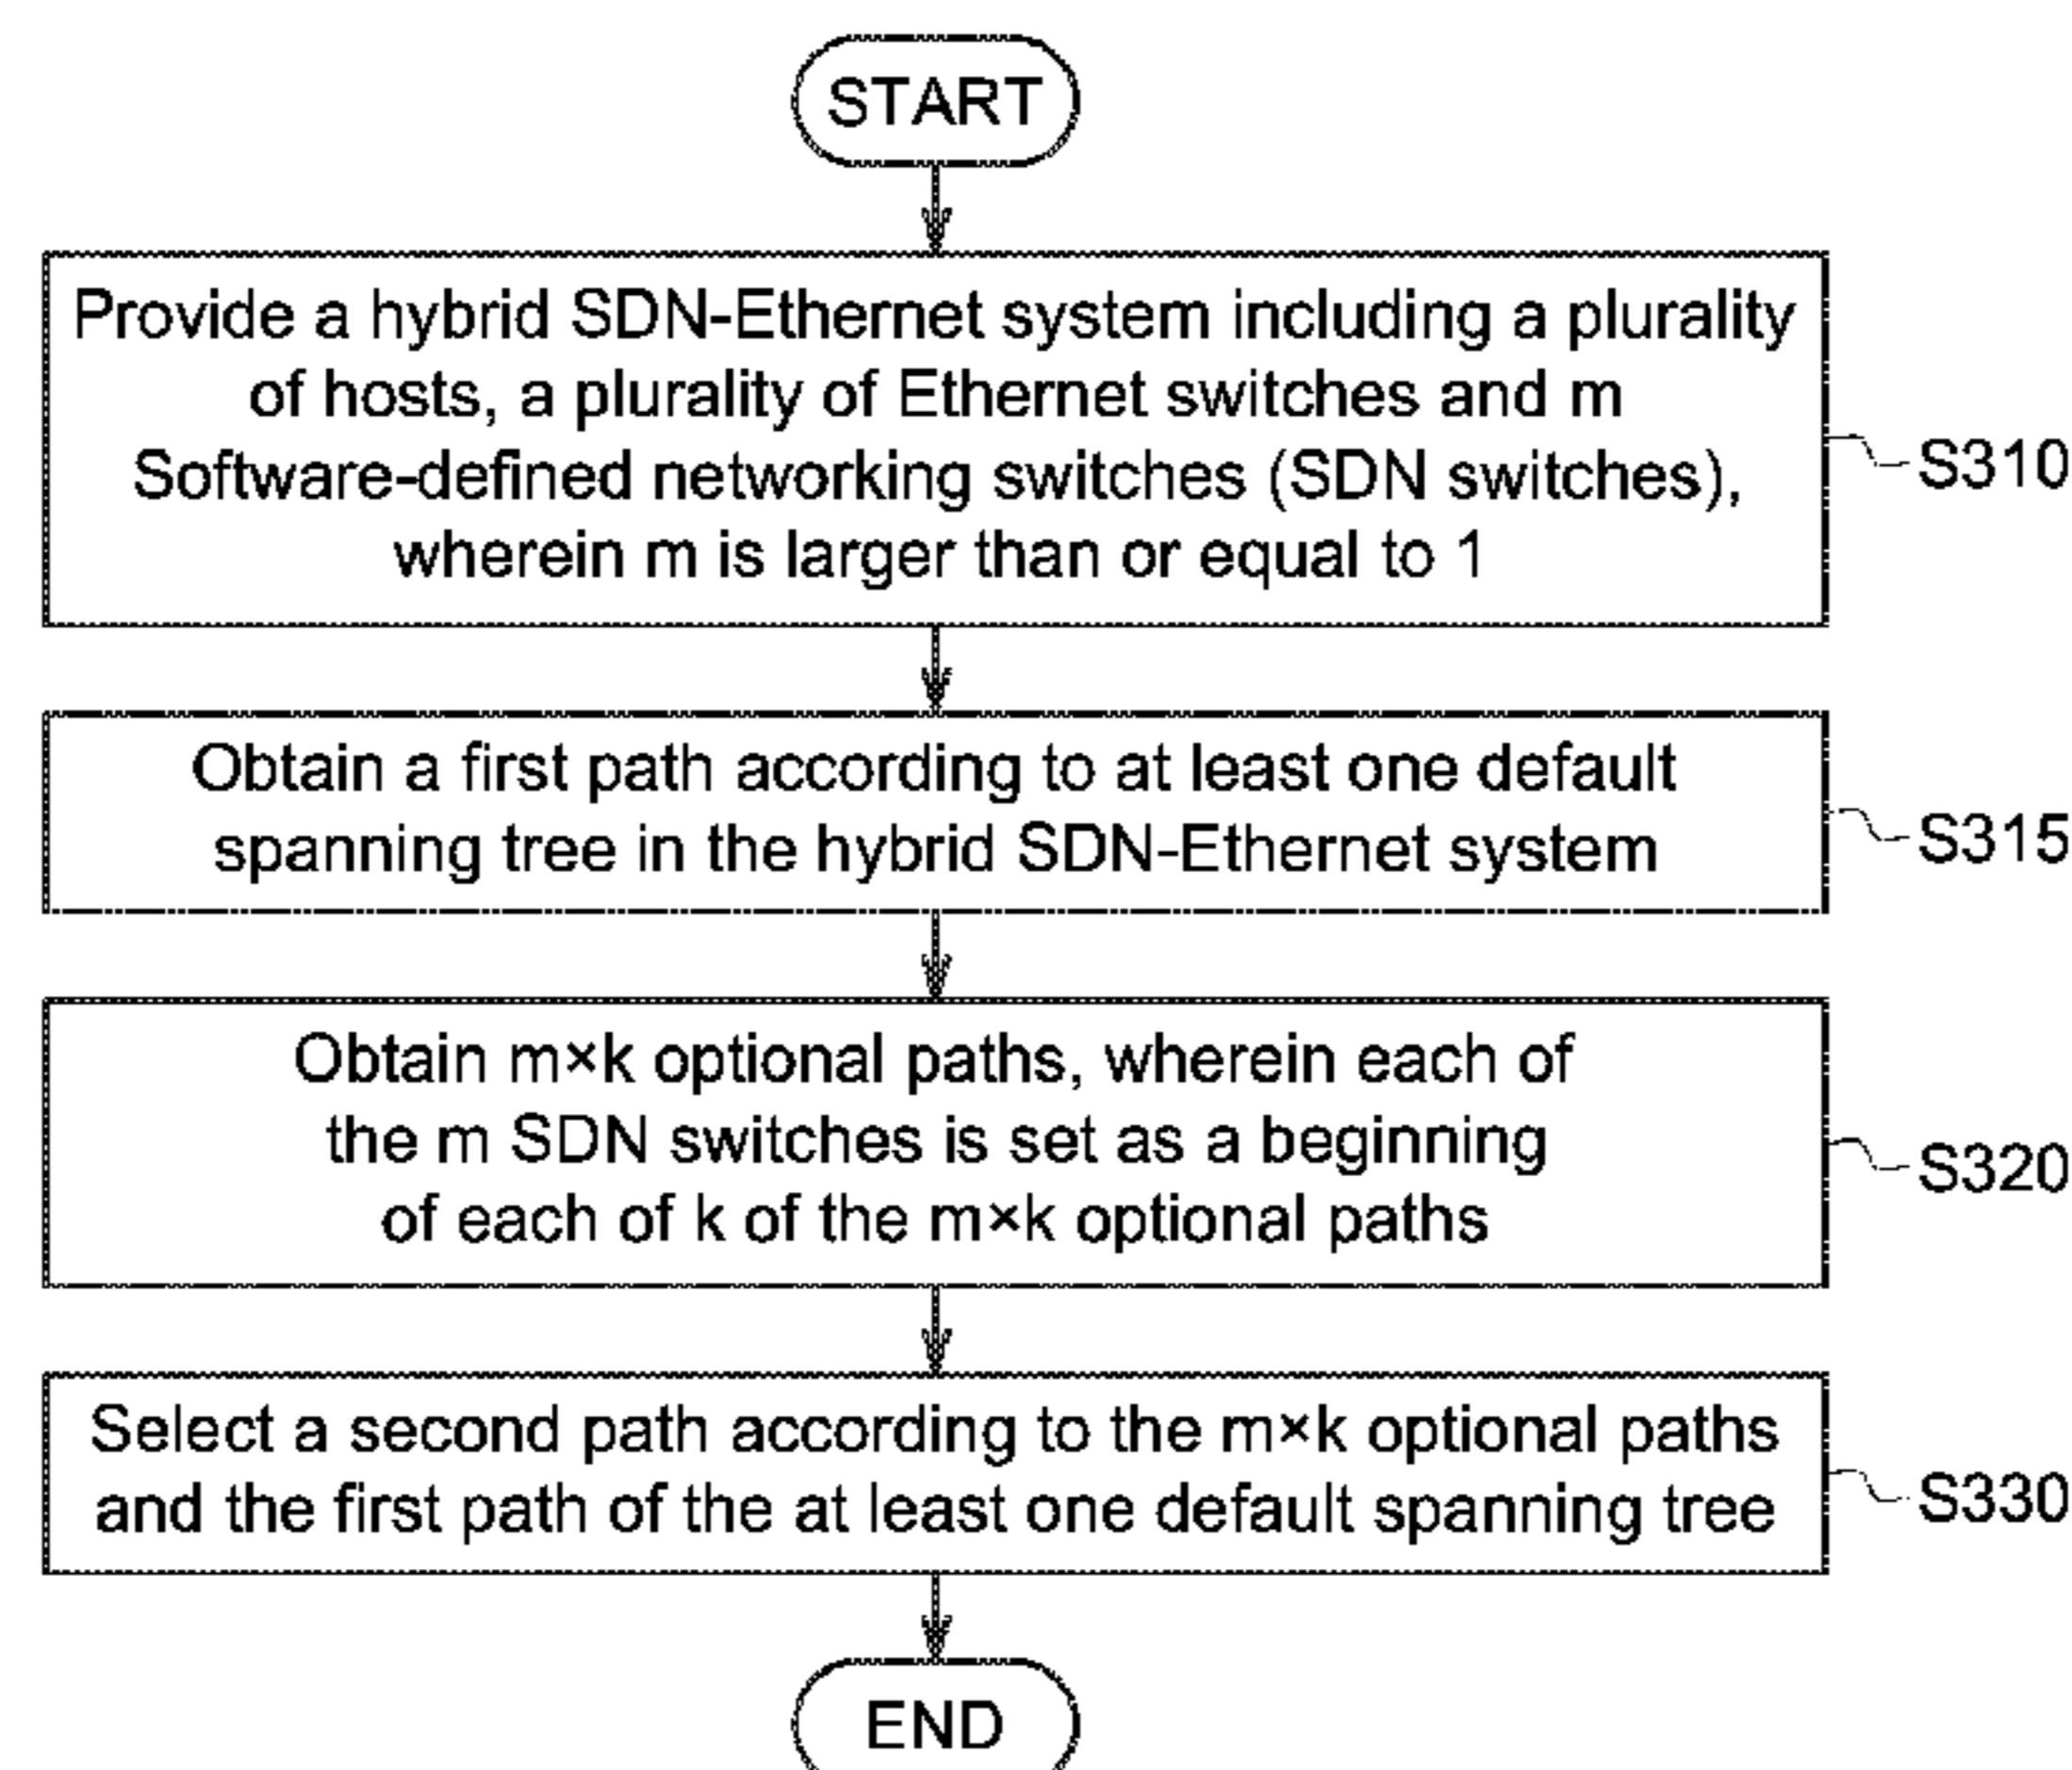 START
Provide a hybrid SDN-Ethernet system including a plurality
of hosts, a plurality of Ethernet switches and m
Software-defined networking switches (SDN switches),
wherein m is larger than or equal to 1
S310
Obtain a first path according to at least one default
spanning tree in the hybrid SDN-Ethernet system
S315
Obtain m×k optional paths, wherein each of
the m SDN switches is set as a beginning
of each of k of the m×k optional paths
S320
Select a second path according to the m×k optional paths
and the first path of the at least one default spanning tree
S330
END